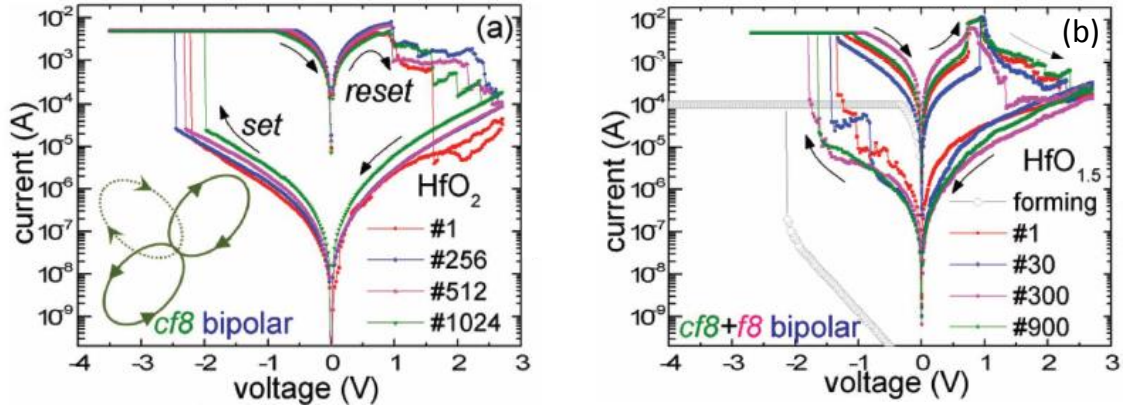 (a)
10⁻²
10⁻³
10⁻⁴
10⁻⁵
10⁻⁶
10⁻⁷
10⁻⁸
10⁻⁹
current (A)
set
reset
HfO₂
#1
#256
#512
#1024
cf8 bipolar
-4 -3 -2 -1 0 1 2 3
voltage (V)
(b)
10⁻²
10⁻³
10⁻⁴
10⁻⁵
10⁻⁶
10⁻⁷
10⁻⁸
10⁻⁹
current (A)
HfO₁.₅
forming
#1
#30
#300
#900
cf8+f8 bipolar
-4 -3 -2 -1 0 1 2 3
voltage (V)